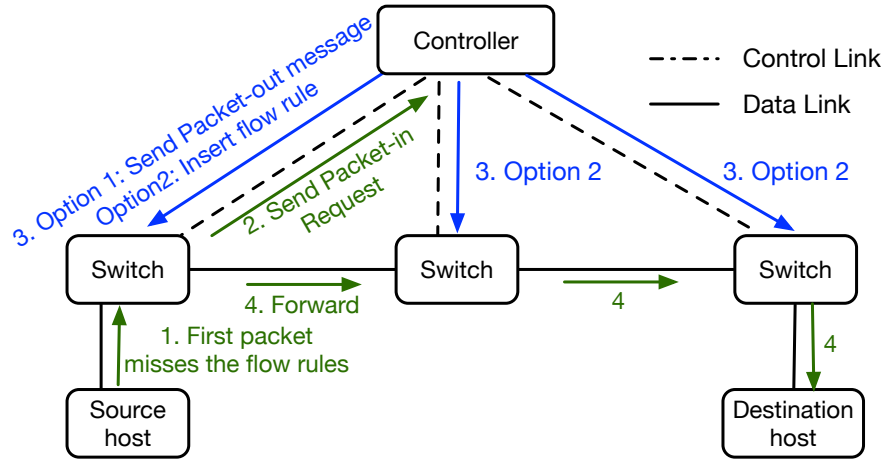 Controller
Control Link
Data Link
3. Option 1: Send Packet-out message
Option2: Insert flow rule
2. Send Packet-in
Request
3. Option 2
3. Option 2
Switch
Switch
Switch
4. Forward
4
1. First packet
misses the flow rules
4
Source
host
Destination
host